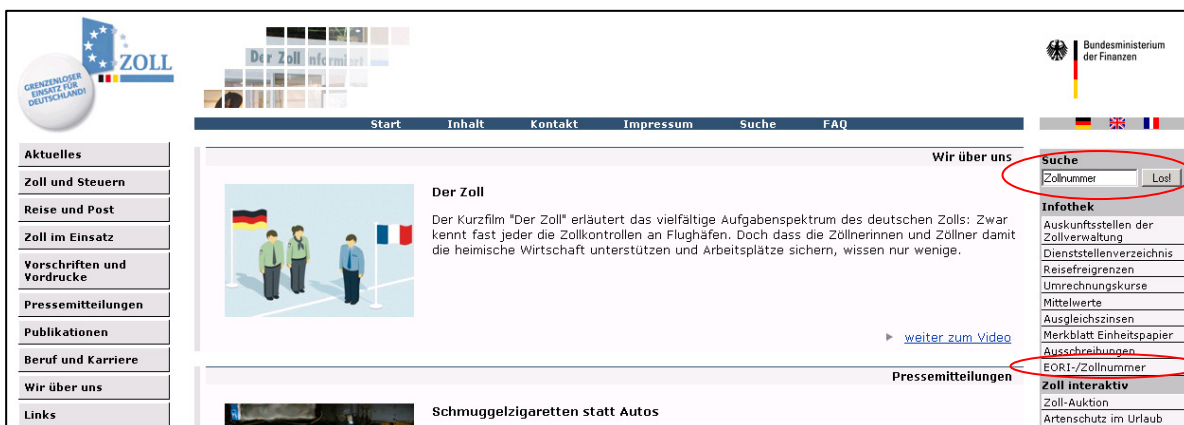 ZOLL
GRENZENLOSER
EINSATZ FÜR
DEUTSCHLAND!
Der Zoll informiert
Bundesministerium
der Finanzen
Start Inhalt Kontakt Impressum Suche FAQ
Aktuelles
Zoll und Steuern
Reise und Post
Zoll im Einsatz
Vorschriften und
Vordrucke
Pressemitteilungen
Publikationen
Beruf und Karriere
Wir über uns
Links
Wir über uns
Der Zoll
Der Kurzfilm "Der Zoll" erläutert das vielfältige Aufgabenspektrum des deutschen Zolls: Zwar
kennt fast jeder die Zollkontrollen an Flughäfen. Doch dass die Zöllnerinnen und Zöllner damit
die heimische Wirtschaft unterstützen und Arbeitsplätze sichern, wissen nur wenige.
weiter zum Video
Pressemitteilungen
Schmuggelzigaretten statt Autos
Suche
Zollnummer Los!
Infothek
Auskunftsstellen der
Zollverwaltung
Dienststellenverzeichnis
Reisefreigrenzen
Umrechnungskurse
Mittelwerte
Ausgleichszinsen
Merkblatt Einheitspapier
Ausschreibungen
EORI-/Zollnummer
Zoll interaktiv
Zoll-Auktion
Artenschutz im Urlaub